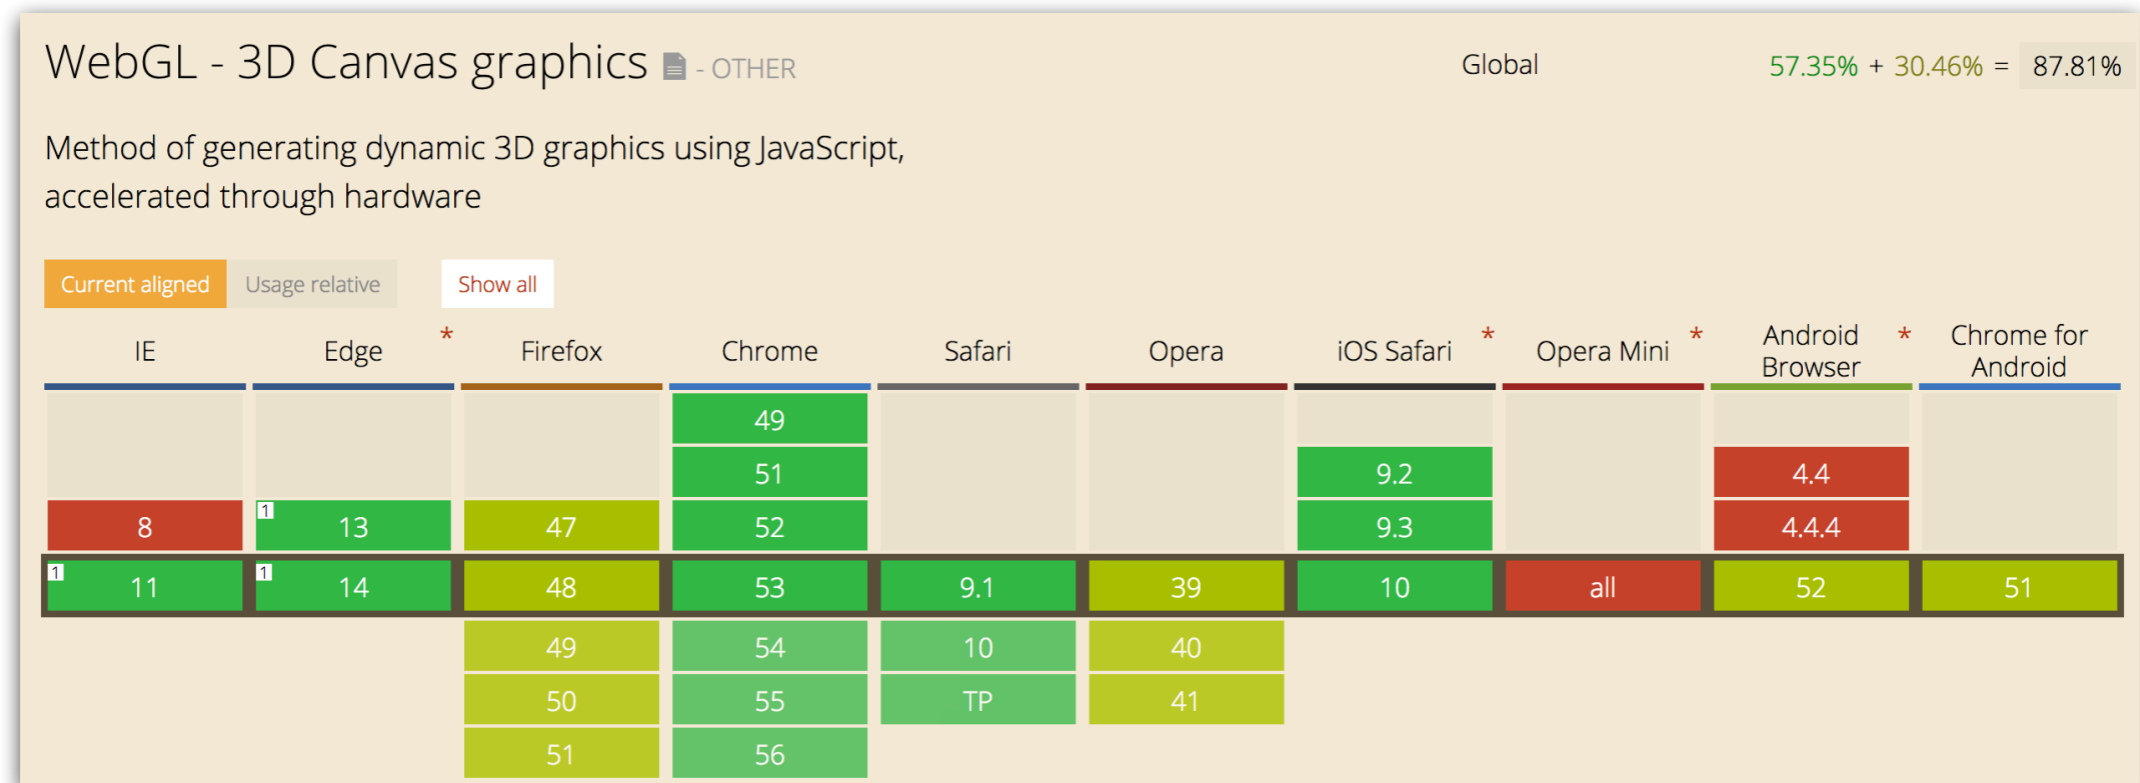 WebGL - 3D Canvas graphics - OTHER Global 57.35% + 30.46% = 87.81%
Method of generating dynamic 3D graphics using JavaScript,
accelerated through hardware
Current aligned Usage relative Show all
IE Edge * Firefox Chrome Safari Opera iOS Safari * Opera Mini * Android Browser * Chrome for Android
49
51 9.2 4.4
8 1 13 47 52 9.3 4.4.4
1 11 1 14 48 53 9.1 39 10 all 52 51
49 54 10 40
50 55 TP 41
51 56